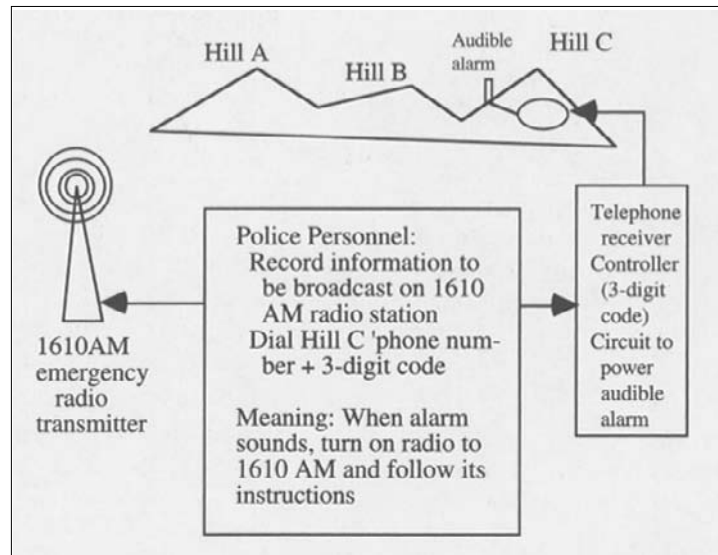 Hill A
Hill B
Audible
alarm
Hill C
1610AM
emergency
radio
transmitter
Police Personnel:
Record information to
be broadcast on 1610
AM radio station
Dial Hill C 'phone num-
ber + 3-digit code
Meaning: When alarm
sounds, turn on radio to
1610 AM and follow its
instructions
Telephone
receiver
Controller
(3-digit
code)
Circuit to
power
audible
alarm